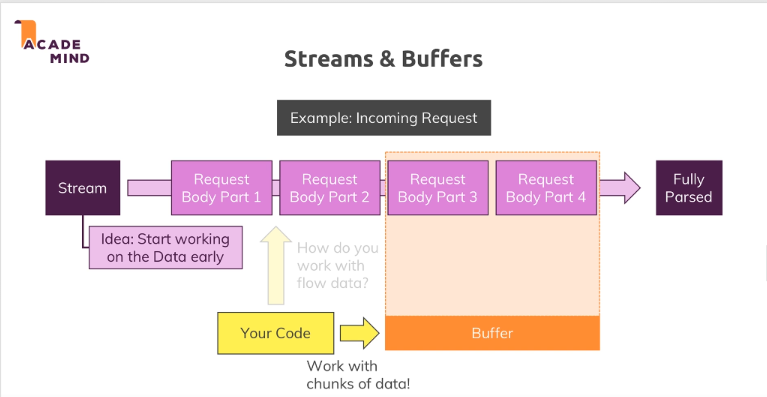 ACADE
MIND
Streams & Buffers
Example: Incoming Request
Stream
Request
Body Part 1
Request
Body Part 2
Request
Body Part 3
Request
Body Part 4
Fully
Parsed
Idea: Start working
on the Data early
How do you
work with
flow data?
Your Code
Buffer
Work with
chunks of data!